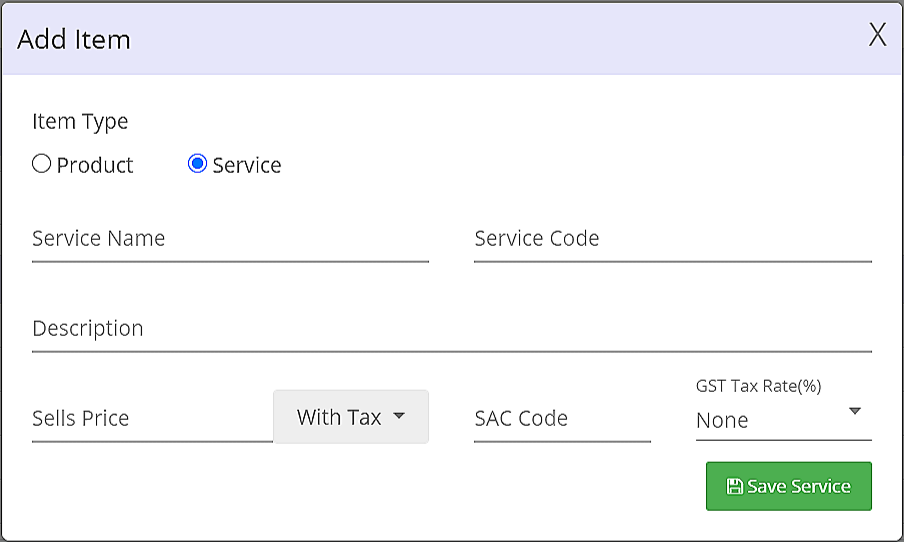 Add Item X
Item Type
Product Service
Service Name Service Code
Description
GST Tax Rate(%)
Sells Price With Tax SAC Code None
Save Service